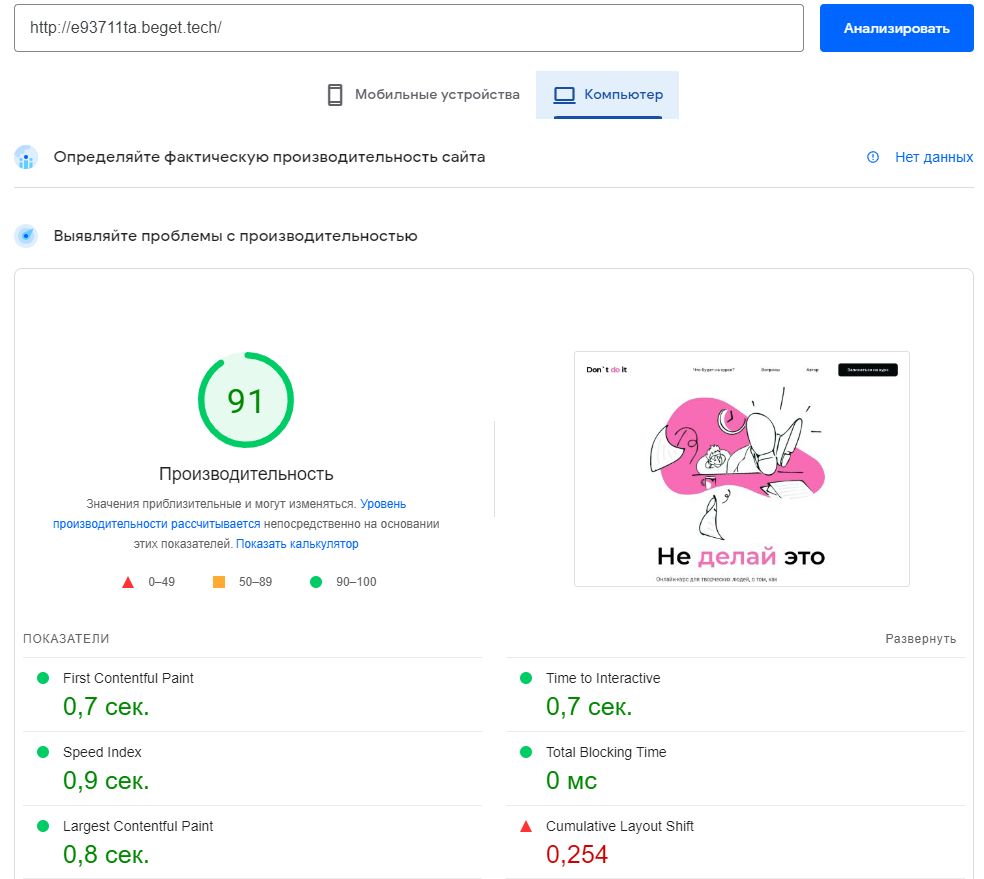 http://e93711ta.beget.tech/
Анализировать
Мобильные устройства
Компьютер
Определяйте фактическую производительность сайта
Нет данных
Выявляйте проблемы с производительностью
91
Производительность
Значения приблизительные и могут изменяться. Уровень
производительности рассчитывается непосредственно на основании
этих показателей. Показать калькулятор
0–49
50–89
90–100
Don`t do it
Что будет на курсе?
Вопросы
Автор
Записаться на курс
Не делай это
Онлайн-курс для творческих людей, о том, как
ПОКАЗАТЕЛИ
Развернуть
First Contentful Paint
0,7 сек.
Time to Interactive
0,7 сек.
Speed Index
0,9 сек.
Total Blocking Time
0 мс
Largest Contentful Paint
0,8 сек.
Cumulative Layout Shift
0,254